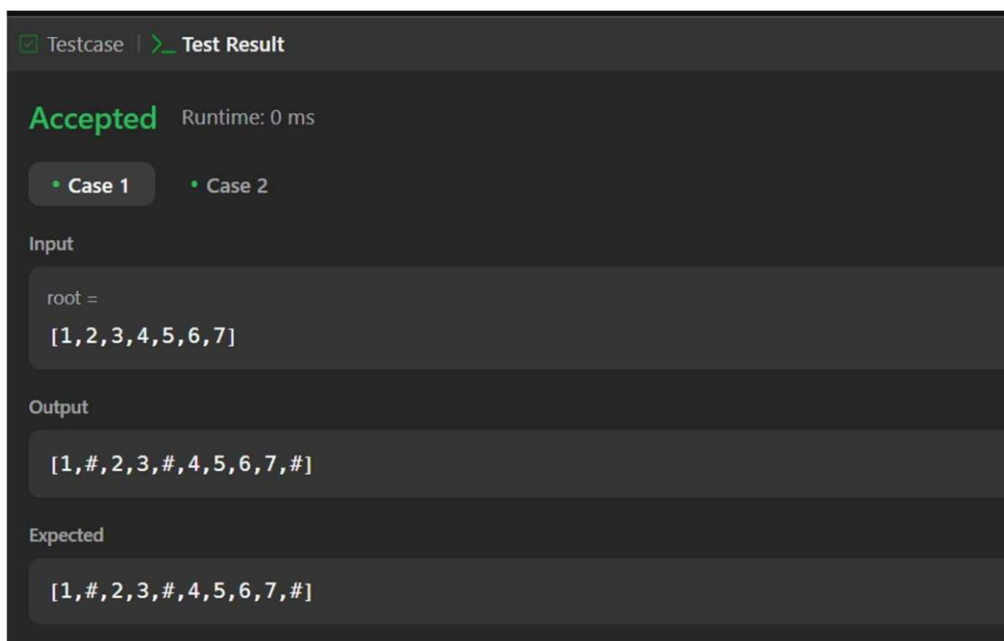 Testcase | >_ Test Result
Accepted Runtime: 0 ms
• Case 1 • Case 2
Input
root =
[1,2,3,4,5,6,7]
Output
[1,#,2,3,#,4,5,6,7,#]
Expected
[1,#,2,3,#,4,5,6,7,#]